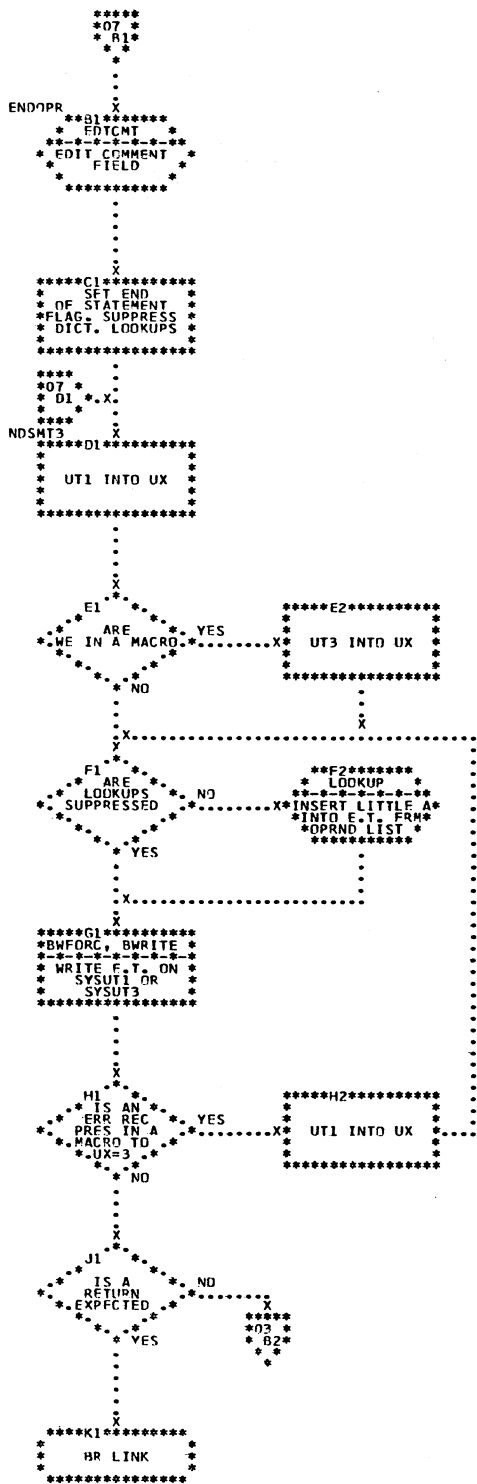 07
B1
ENDOPR
B1
EDTCMT
EDIT COMMENT
FIELD
C1
SET END
OF STATEMENT
FLAG. SUPPRESS
DICT. LOOKUPS
07
D1
NDSMT3
D1
UT1 INTO UX
E1
ARE
WE IN A MACRO
YES
NO
E2
UT3 INTO UX
F1
ARE
LOOKUPS
SUPPRESSED
NO
YES
F2
LOOKUP
INSERT LITTLE A
INTO E.T. FRM
OPRND LIST
G1
BWFORC, BWRITE
WRITE E.T. ON
SYSUT1 OR
SYSUT3
H1
IS AN
ERR REC
PRES IN A
MACRO TO
UX=3
YES
NO
H2
UT1 INTO UX
J1
IS A
RETURN
EXPECTED
NO
YES
03
B2
K1
BR LINK